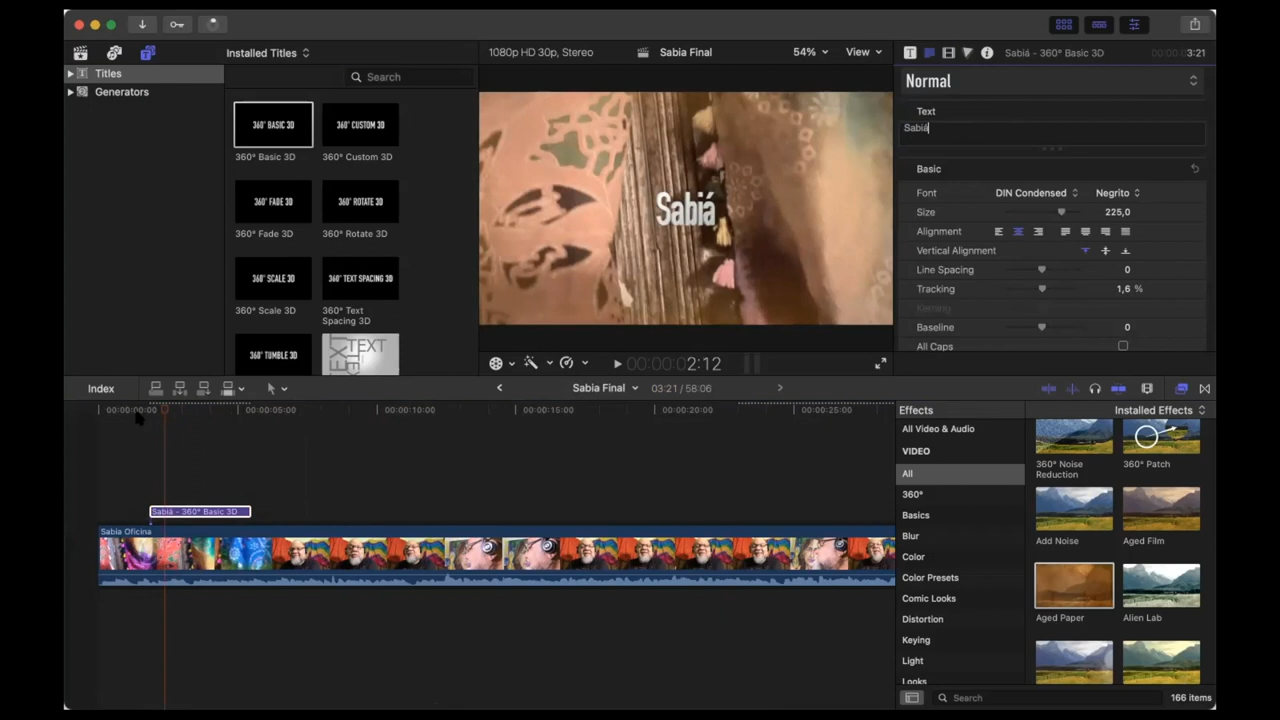 Installed Titles
1080p HD 30p, Stereo
Sabia Final
54%
View
Sabiá - 360° Basic 3D
3:21
Titles
Generators
Search
360° BASIC 3D
360° CUSTOM 3D
360° Basic 3D
360° Custom 3D
360° FADE 3D
360° ROTATE 3D
360° Fade 3D
360° Rotate 3D
360° SCALE 3D
360° TEXT SPACING 3D
360° Scale 3D
360° Text
Spacing 3D
360° TUMBLE 3D
TEXT
Sabiá
00:00:02:12
Normal
Text
Sabiá
Basic
Font
DIN Condensed
Negrito
Size
225,0
Alignment
Vertical Alignment
Line Spacing
0
Tracking
1,6 %
Kerning
Baseline
0
All Caps
Index
Sabia Final
03:21 / 58:06
00:00:00:00
00:00:05:00
00:00:10:00
00:00:15:00
00:00:20:00
00:00:25:00
Sabiá - 360° Basic 3D
Sabia Oficina
Effects
Installed Effects
All Video & Audio
VIDEO
All
360°
Basics
Blur
Color
Color Presets
Comic Looks
Distortion
Keying
Light
Looks
360° Noise
Reduction
360° Patch
Add Noise
Aged Film
Aged Paper
Alien Lab
Search
166 items